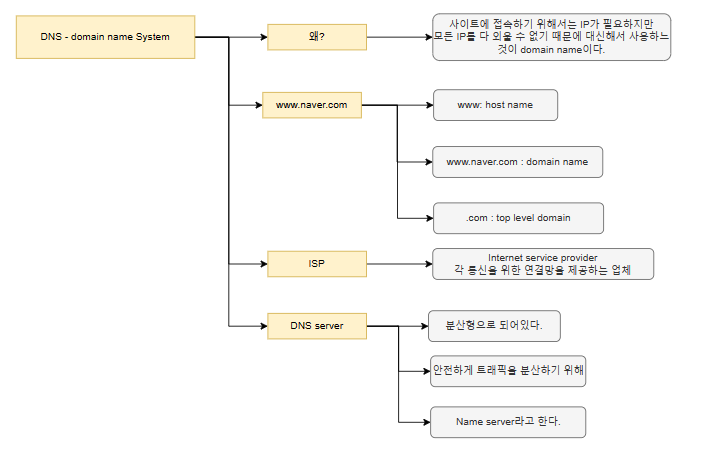 DNS - domain name System
왜?
사이트에 접속하기 위해서는 IP가 필요하지만
모든 IP를 다 외울 수 없기 때문에 대신해서 사용하느
것이 domain name이다.
www.naver.com
www: host name
www.naver.com : domain name
.com : top level domain
ISP
Internet service provider
각 통신을 위한 연결망을 제공하는 업체
DNS server
분산형으로 되어있다.
안전하게 트래픽을 분산하기 위해
Name server라고 한다.